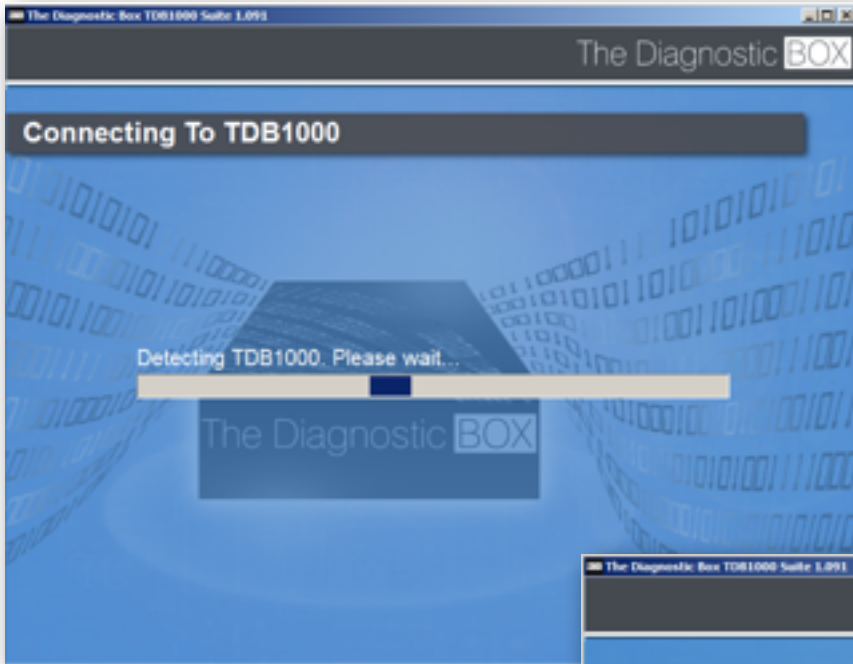 The Diagnostic Box TDB1000 Suite 1.091
The Diagnostic BOX
Connecting To TDB1000
Detecting TDB1000. Please wait...
The Diagnostic BOX
The Diagnostic Box TDB1000 Suite 1.091